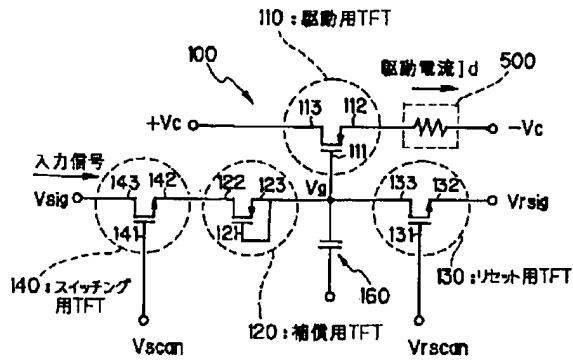 110:駆動用TFT
100
駆動電流Id
500
113
112
+Vc
-Vc
111
入力信号
Vsig
143
142
122
123
Vg
133
132
Vrsig
141
121
131
160
140:スイッチング
用TFT
120:補償用TFT
130:リセット用TFT
Vscan
Vrscan